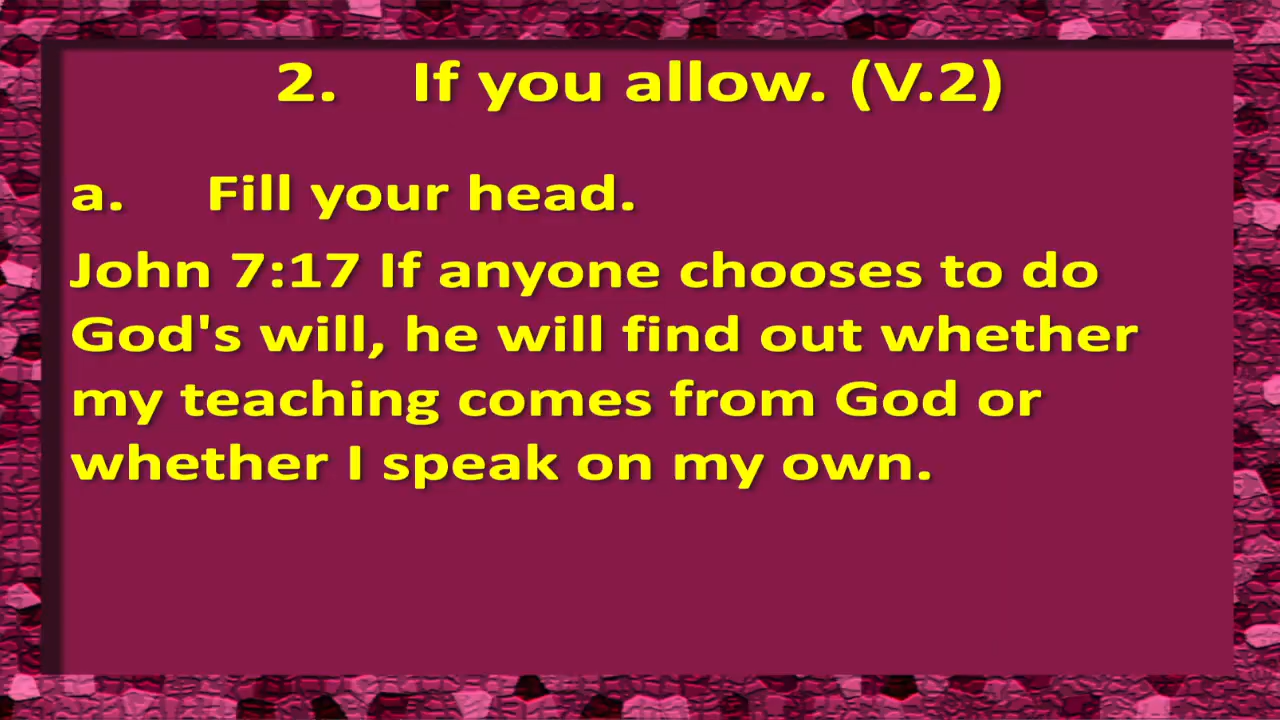 2. If you allow. (V.2)
a. Fill your head.
John 7:17 If anyone chooses to do
God's will, he will find out whether
my teaching comes from God or
whether I speak on my own.